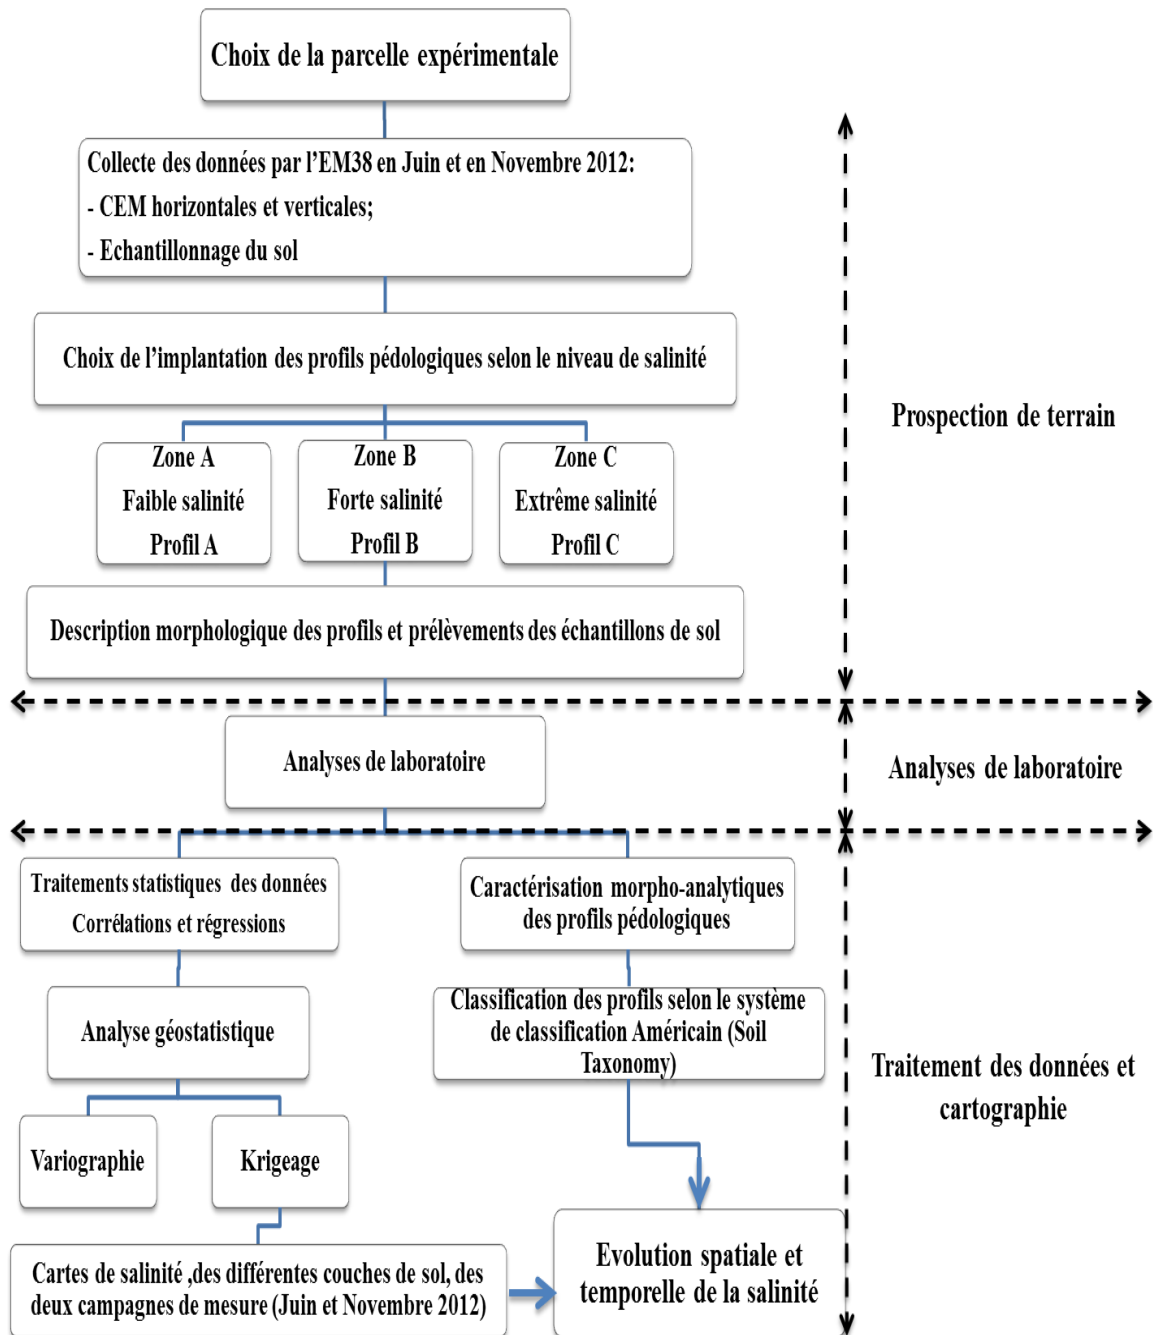 Choix de la parcelle expérimentale
Collecte des données par l'EM38 en Juin et en Novembre 2012:
- CEM horizontales et verticales;
- Echantillonnage du sol
Choix de l'implantation des profils pédologiques selon le niveau de salinité
Zone A
Faible salinité
Profil A
Zone B
Forte salinité
Profil B
Zone C
Extrême salinité
Profil C
Description morphologique des profils et prélèvements des échantillons de sol
Prospection de terrain
Analyses de laboratoire
Analyses de laboratoire
Traitements statistiques des données
Corrélations et régressions
Caractérisation morpho-analytiques
des profils pédologiques
Analyse géostatistique
Classification des profils selon le système
de classification Américain (Soil
Taxonomy)
Traitement des données et
cartographie
Variographie
Krigeage
Cartes de salinité ,des différentes couches de sol, des
deux campagnes de mesure (Juin et Novembre 2012)
Evolution spatiale et
temporelle de la salinité